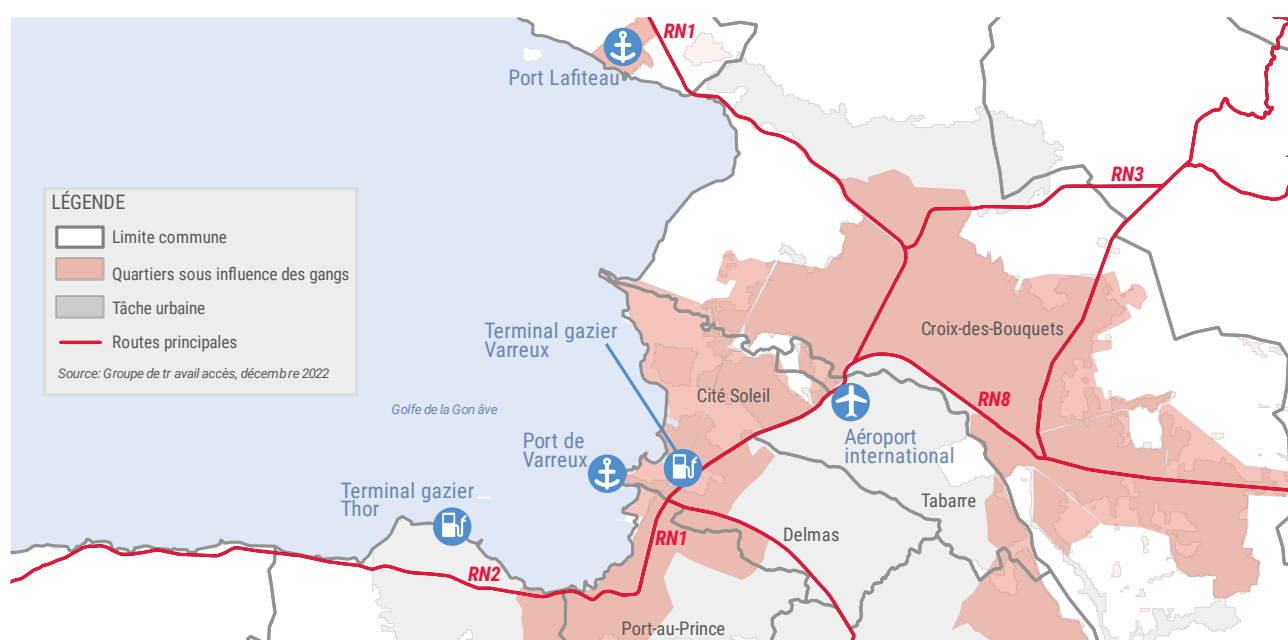 RN1
Port Lafiteau
RN3
LÉGENDE
Limite commune
Quartiers sous influence des gangs
Tâche urbaine
Routes principales
Source: Groupe de tr avail accès, décembre 2022
Terminal gazier
Varreux
Croix-des-Bouquets
Cité Soleil
RN8
Golfe de la Gon âve
Aéroport
international
Port de
Varreux
Terminal gazier
Thor
Tabarre
Delmas
RN1
RN2
Port-au-Prince